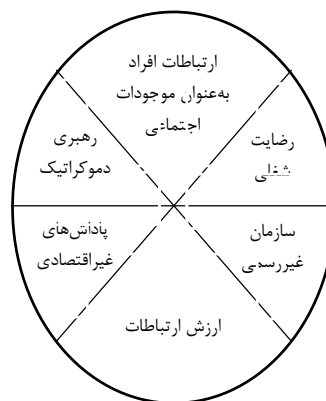 ارتباطات افراد
به‌عنوان موجودات
اجتماعی
رضایت
شغلی
رهبری
دموکراتیک
سازمان
غیررسمی
پاداش‌های
غیراقتصادی
ارزش ارتباطات